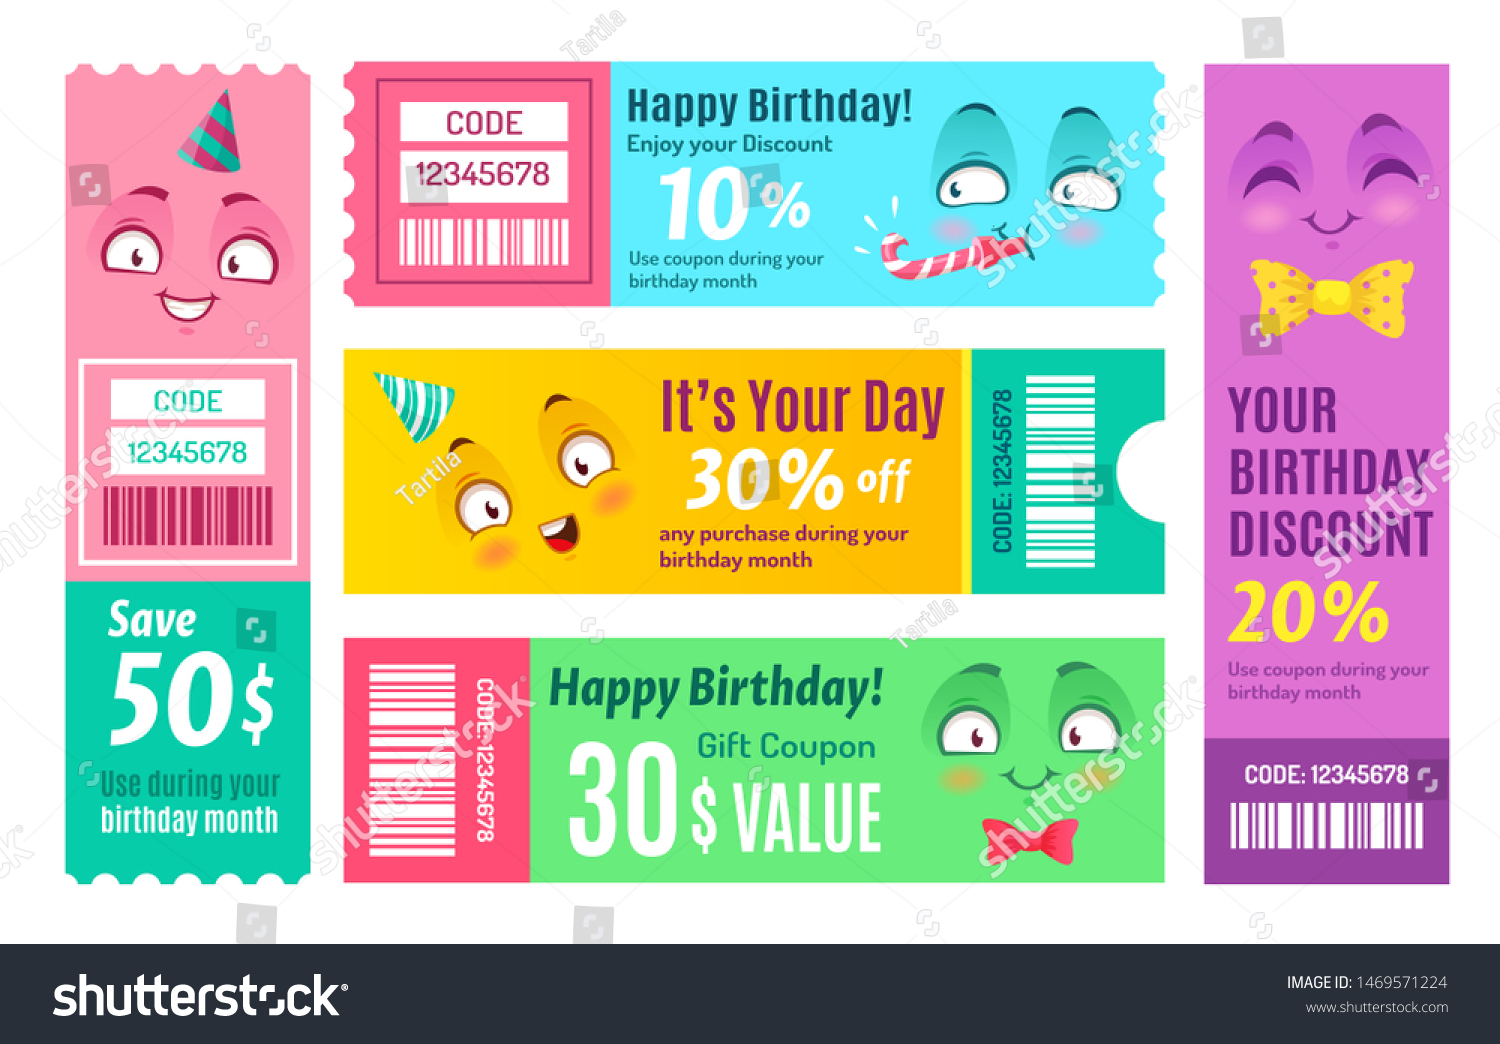 CODE
12345678
Save
50$
Use during your
birthday month
CODE
12345678
Happy Birthday!
Enjoy your Discount
10%
Use coupon during your
birthday month
It's Your Day
30% off
any purchase during your
birthday month
CODE: 12345678
CODE: 12345678
Happy Birthday!
Gift Coupon
30$ VALUE
YOUR
BIRTHDAY
DISCOUNT
20%
Use coupon during your
birthday month
CODE: 12345678
Tartila
Tartila
Tartila
shutterstock
shutterstock
shutterstock
shutterstock
shutterstock
shutterstock
shutterstock®
IMAGE ID: 1469571224
www.shutterstock.com